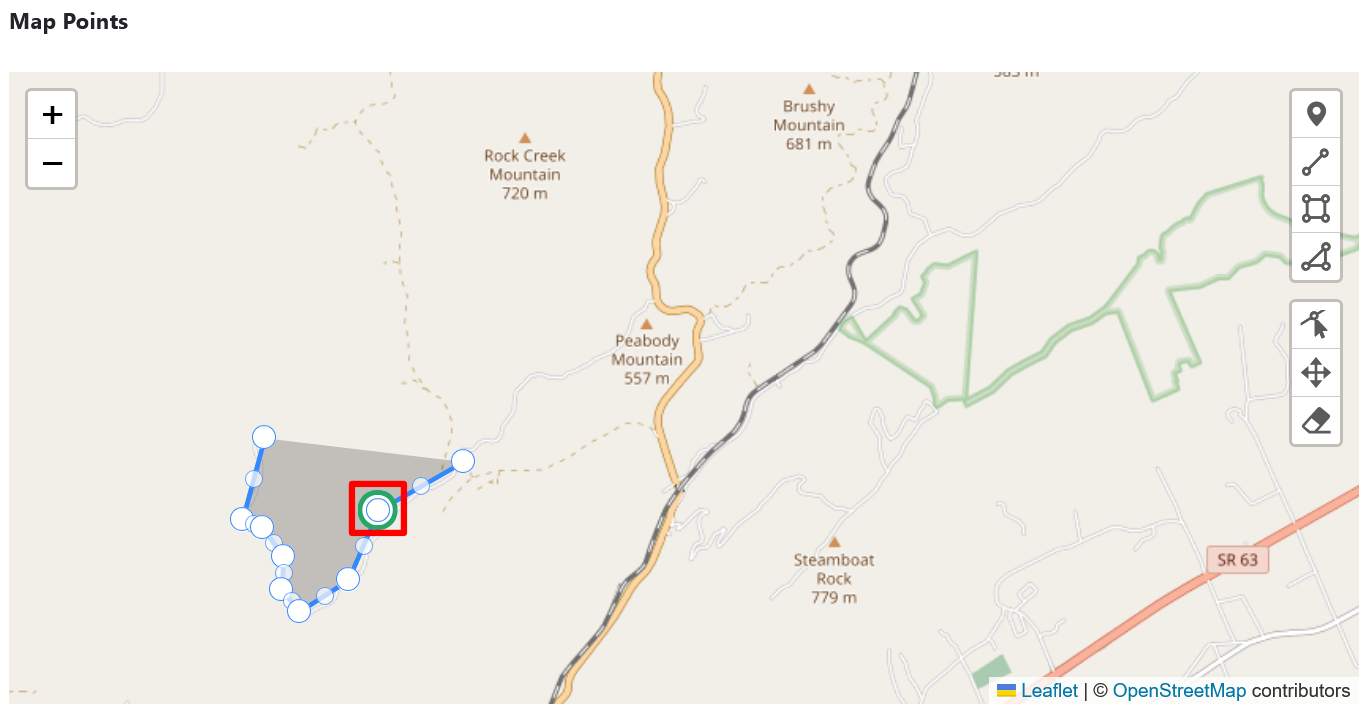 Map Points
+
−
Rock Creek
Mountain
720 m
Brushy
Mountain
681 m
Peabody
Mountain
557 m
Steamboat
Rock
779 m
SR 63
Leaflet | © OpenStreetMap contributors